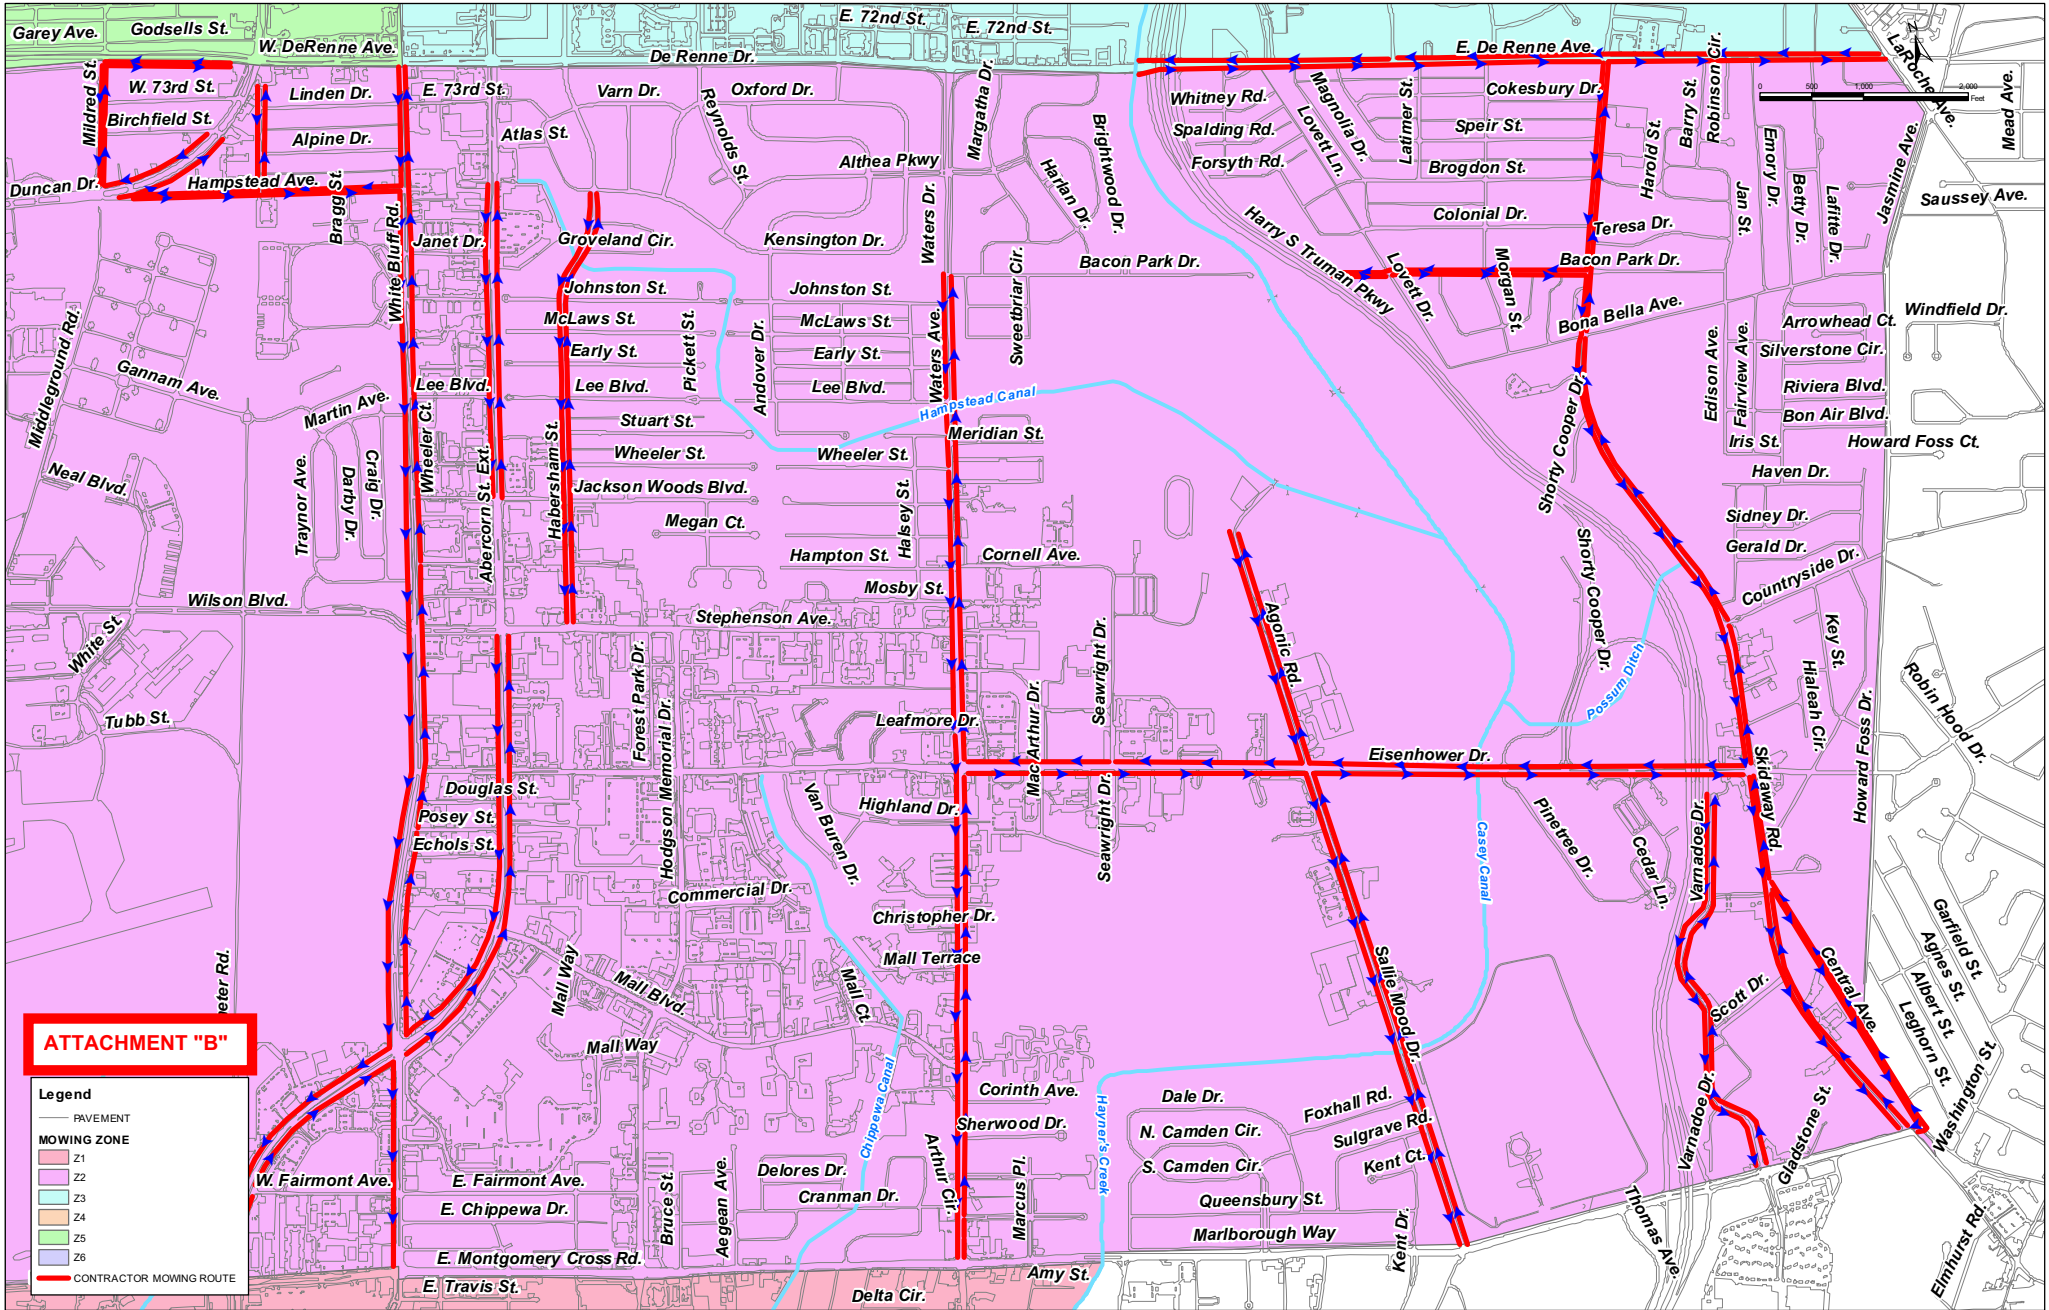 Garey Ave.
Godsells St.
W. DeRenne Ave.
E. 72nd St.
E. 72nd St.
De Renne Dr.
E. De Renne Ave.
LaRoche Ave.
Mildred St.
W. 73rd St.
Linden Dr.
E. 73rd St.
Varn Dr.
Oxford Dr.
Reynolds St.
Margatha Dr.
Whitney Rd.
Magnolia Dr.
Lovett Ln.
Latimer St.
Cokesbury Dr.
Barry St.
Robinson Cir.
0 500 1,000 2,000
Feet
Mead Ave.
Birchfield St.
Alpine Dr.
Atlas St.
Althea Pkwy
Brightwood Dr.
Harlan Dr.
Spalding Rd.
Forsyth Rd.
Speir St.
Brogdon St.
Harold St.
Emory Dr.
Betty Dr.
Lafitte Dr.
Jan St.
Jasmine Ave.
Saussey Ave.
Duncan Dr.
Hampstead Ave.
Bragg St.
White Bluff Rd.
Janet Dr.
Groveland Cir.
Kensington Dr.
Waters Dr.
Colonial Dr.
Teresa Dr.
Harry S Truman Pkwy
Lovett Dr.
Morgan St.
Bacon Park Dr.
Bacon Park Dr.
Sweetbriar Cir.
Johnston St.
Johnston St.
McLaws St.
McLaws St.
Early St.
Early St.
Lee Blvd.
Lee Blvd.
Lee Blvd.
Pickett St.
Andover Dr.
Waters Ave.
Bona Bella Ave.
Edison Ave.
Fairview Ave.
Arrowhead Ct.
Windfield Dr.
Silverstone Cir.
Riviera Blvd.
Bon Air Blvd.
Iris St.
Howard Foss Ct.
Middleground Rd.
Gannam Ave.
Martin Ave.
Wheeler Ct.
Hampstead Canal
Stuart St.
Meridian St.
Wheeler St.
Wheeler St.
Jackson Woods Blvd.
Neal Blvd.
Traynor Ave.
Darby Dr.
Craig Dr.
Abercorn St. Ext.
Habersham St.
Megan Ct.
Halsey St.
Hampton St.
Cornell Ave.
Mosby St.
Shorty Cooper Dr.
Shorty Cooper Dr.
Haven Dr.
Sidney Dr.
Gerald Dr.
Countryside Dr.
Wilson Blvd.
White St.
Stephenson Ave.
Seawright Dr.
Agonic Rd.
Key St.
Hialeah Cir.
Howard Foss Dr.
Robin Hood Dr.
Possum Ditch
Tubb St.
Forest Park Dr.
Hodgson Memorial Dr.
Leafmore Dr.
Mac Arthur Dr.
Eisenhower Dr.
Skidaway Rd.
Douglas St.
Posey St.
Echols St.
Van Buren Dr.
Highland Dr.
Seawright Dr.
Casey Canal
Pinetree Dr.
Cedar Ln.
Varnadoe Dr.
Commercial Dr.
Christopher Dr.
Mall Terrace
Mall Way
Mall Blvd.
Mall Ct.
Mall Way
Sallie Mood Dr.
Scott Dr.
Central Ave.
Garfield St.
Agnes St.
Albert St.
Leghorn St.
Washington St.
meter Rd.
ATTACHMENT "B"
Chippewa Canal
Corinth Ave.
Sherwood Dr.
Hayner's Creek
Dale Dr.
N. Camden Cir.
S. Camden Cir.
Foxhall Rd.
Sulgrave Rd.
Kent Ct.
Varnadoe Dr.
Gladstone St.
Thomas Ave.
Elmhurst Rd.
W. Fairmont Ave.
E. Fairmont Ave.
E. Chippewa Dr.
Bruce St.
Aegean Ave.
Delores Dr.
Cranman Dr.
Arthur Cir.
Marcus Pl.
Queensbury St.
Marlborough Way
Kent Dr.
E. Montgomery Cross Rd.
E. Travis St.
Delta Cir.
Amy St.
Legend
PAVEMENT
MOWING ZONE
Z1
Z2
Z3
Z4
Z5
Z6
CONTRACTOR MOWING ROUTE